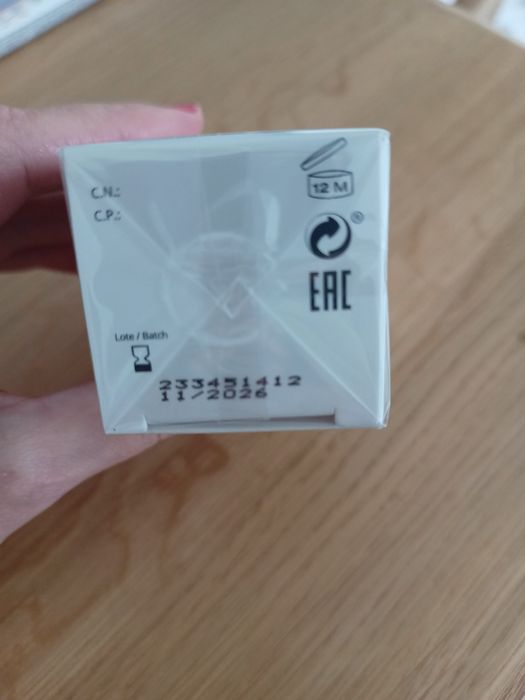 C.N.:
C.P.:
12 M
®
EAC
Lote / Batch
233451412
11/2026